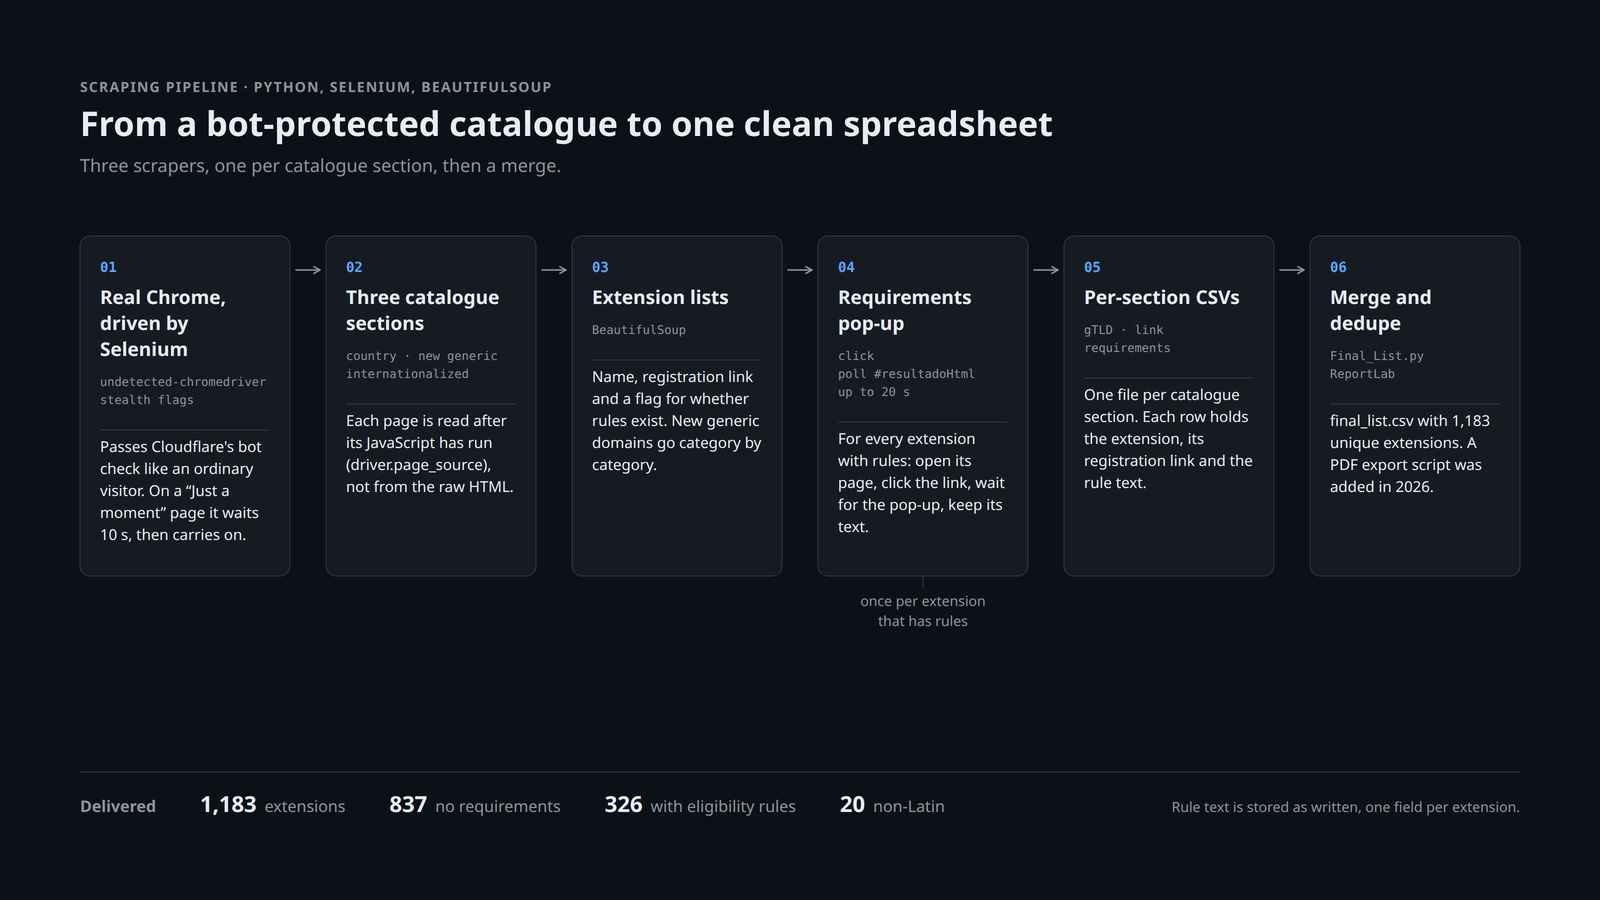 SCRAPING PIPELINE · PYTHON, SELENIUM, BEAUTIFULSOUP
From a bot-protected catalogue to one clean spreadsheet
Three scrapers, one per catalogue section, then a merge.
01
Real Chrome,
driven by
Selenium
undetected-chromedriver
stealth flags
Passes Cloudflare's bot
check like an ordinary
visitor. On a “Just a
moment” page it waits
10 s, then carries on.
02
Three catalogue
sections
country · new generic
internationalized
Each page is read after
its JavaScript has run
(driver.page_source),
not from the raw HTML.
03
Extension lists
BeautifulSoup
Name, registration link
and a flag for whether
rules exist. New generic
domains go category by
category.
04
Requirements
pop-up
click
poll #resultadoHtml
up to 20 s
For every extension
with rules: open its
page, click the link, wait
for the pop-up, keep its
text.
once per extension
that has rules
05
Per-section CSVs
gTLD · link
requirements
One file per catalogue
section. Each row holds
the extension, its
registration link and the
rule text.
06
Merge and
dedupe
Final_List.py
ReportLab
final_list.csv with 1,183
unique extensions. A
PDF export script was
added in 2026.
Delivered 1,183 extensions 837 no requirements 326 with eligibility rules 20 non-Latin
Rule text is stored as written, one field per extension.